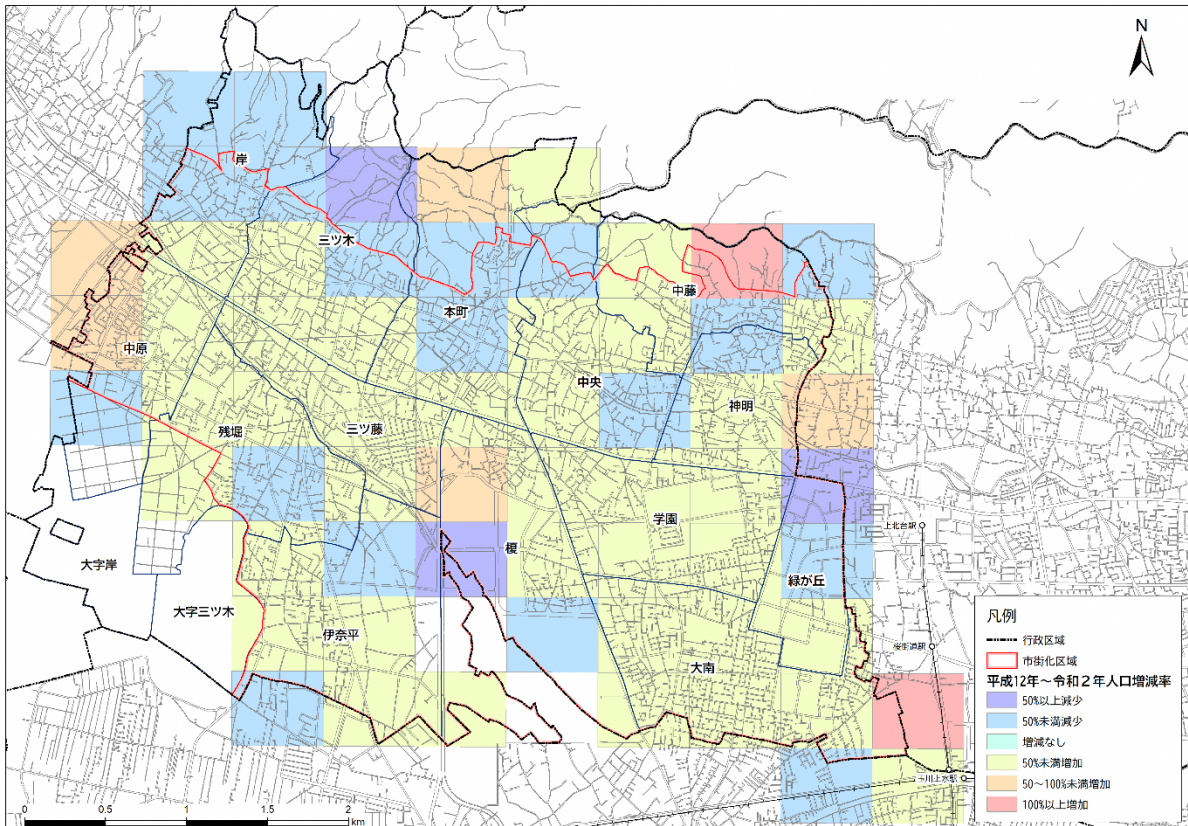 N
岸
三ツ木
中藤
本町
中原
中央
神明
残堀
三ツ藤
学園
上北台駅
榎
大字岸
緑が丘
大字三ツ木
伊奈平
大南
桜街道駅
玉川上水駅
凡例
行政区域
市街化区域
平成12年~令和2年人口増減率
50%以上減少
50%未満減少
増減なし
50%未満増加
50~100%未満増加
100%以上増加
0 0.5 1 1.5 2
km